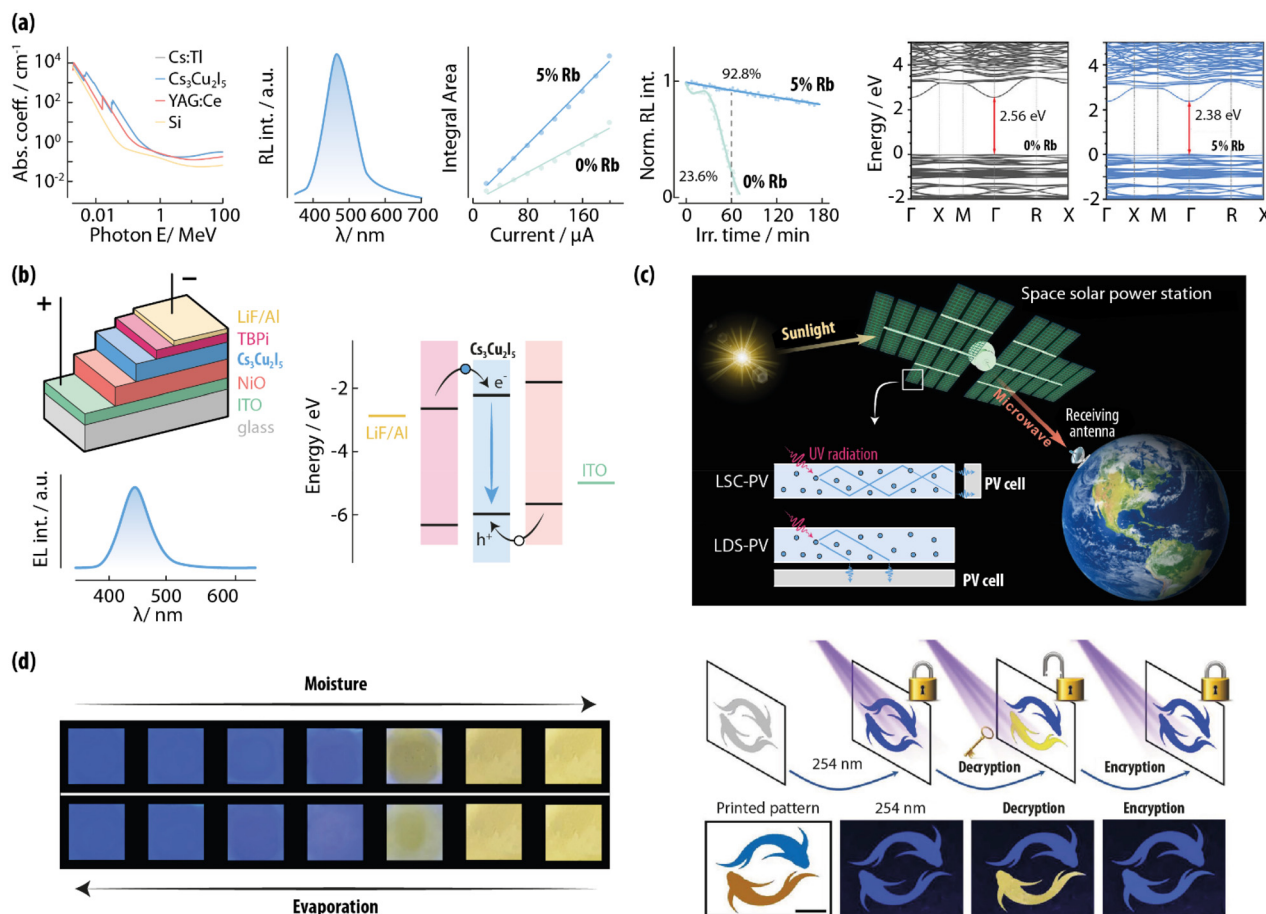 (a)
Abs. coeff. / cm⁻¹
10⁴
10²
10⁰
10⁻²
Cs:Tl
Cs₃Cu₂I₅
YAG:Ce
Si
0.01
1
100
Photon E/ MeV
RL int. / a.u.
400
500
600
700
λ/ nm
Integral Area
5% Rb
0% Rb
0
100
200
Current / μA
Norm. RL int.
1
0
92.8%
5% Rb
23.6%
0% Rb
0
60
120
180
Irr. time / min
Energy / eV
4
2
0
-2
2.56 eV
0% Rb
Γ X M Γ R X
4
2
0
-2
2.38 eV
5% Rb
Γ X M Γ R X
(b)
+
−
LiF/Al
TBPi
Cs₃Cu₂I₅
NiO
ITO
glass
EL int. / a.u.
400
500
600
λ/ nm
Energy / eV
-2
-4
-6
Cs₃Cu₂I₅
e⁻
LiF/Al
ITO
h⁺
(c)
Space solar power station
Sunlight
Microwave
Receiving
antenna
UV radiation
LSC-PV
PV cell
LDS-PV
PV cell
(d)
Moisture
Evaporation
254 nm
Decryption
Encryption
Printed pattern
254 nm
Decryption
Encryption